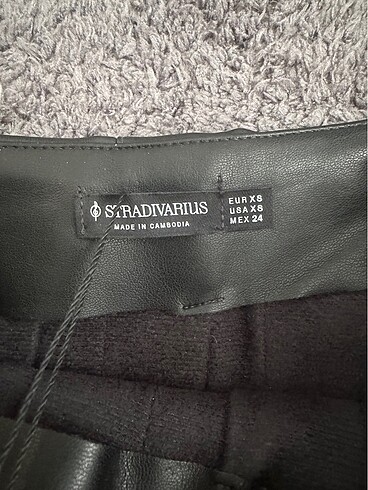 STRADIVARIUS
MADE IN CAMBODIA
EUR XS
USA XS
MEX 24